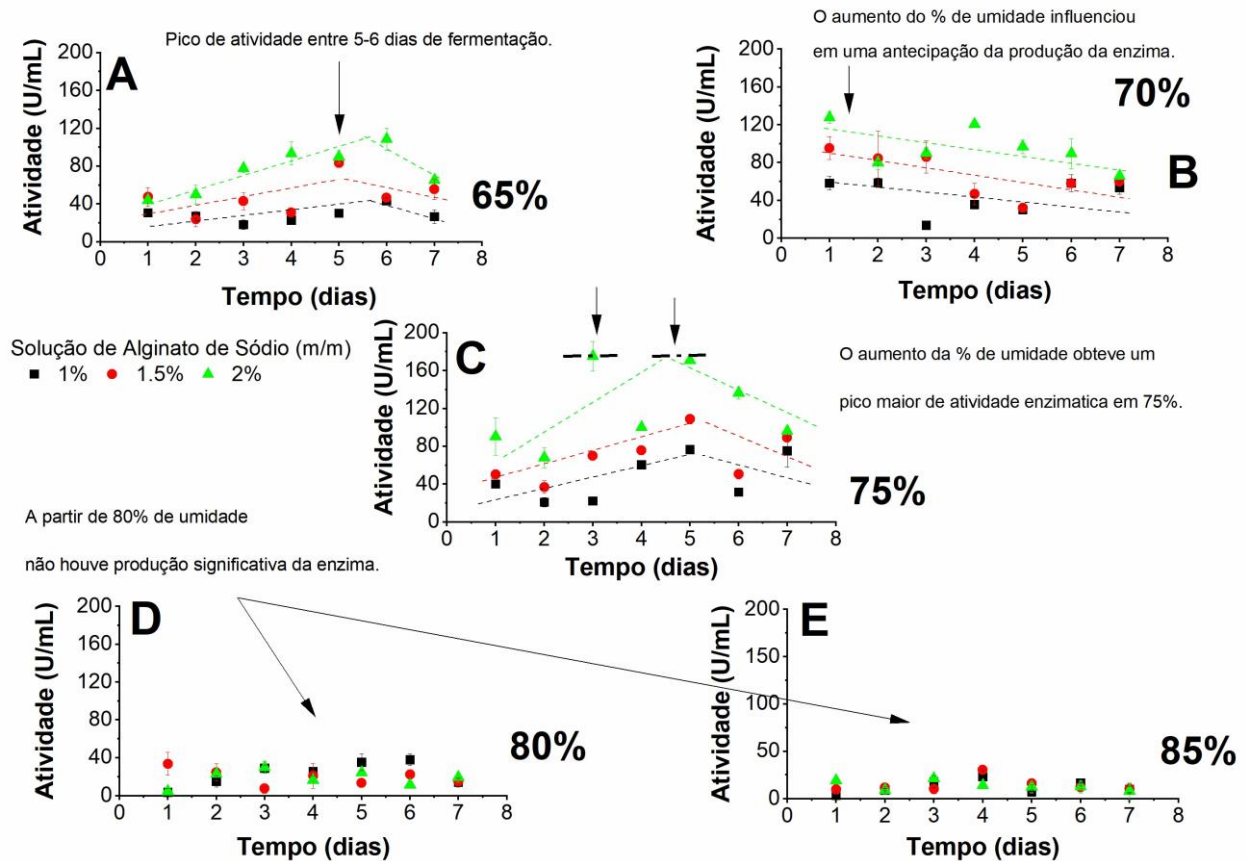 Pico de atividade entre 5-6 dias de fermentação.
A
Atividade (U/mL)
200
160
120
80
40
0
0 1 2 3 4 5 6 7 8
Tempo (dias)
65%
O aumento do % de umidade influenciou
em uma antecipação da produção da enzima.
70%
B
Atividade (U/mL)
200
160
120
80
40
0
0 1 2 3 4 5 6 7 8
Tempo (dias)
Solução de Alginato de Sódio (m/m)
1% 1.5% 2%
C
Atividade (U/mL)
200
160
120
80
40
0
0 1 2 3 4 5 6 7 8
Tempo (dias)
O aumento da % de umidade obteve um
pico maior de atividade enzimatica em 75%.
75%
A partir de 80% de umidade
não houve produção significativa da enzima.
D
Atividade (U/mL)
200
160
120
80
40
0
0 1 2 3 4 5 6 7 8
Tempo (dias)
80%
E
Atividade (U/mL)
200
150
100
50
0
0 1 2 3 4 5 6 7 8
Tempo (dias)
85%